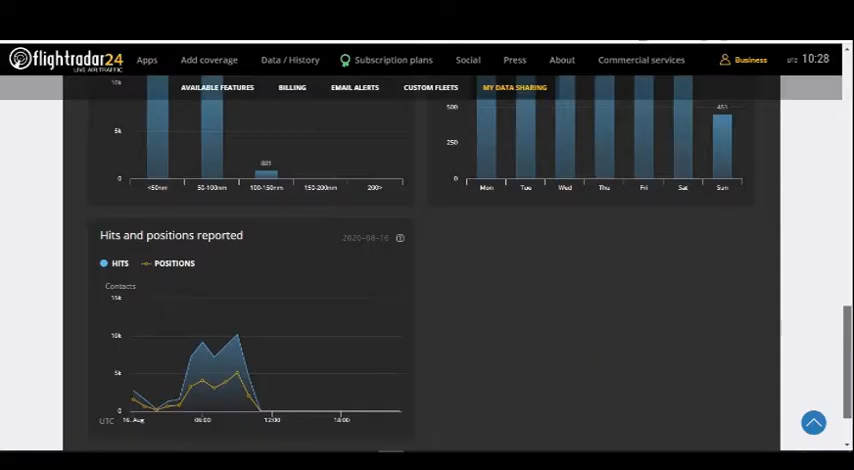 flightradar24
LIVE AIR TRAFFIC
Apps
Add coverage
Data / History
Subscription plans
Social
Press
About
Commercial services
Business
UTC 10:28
AVAILABLE FEATURES
BILLING
EMAIL ALERTS
CUSTOM FLEETS
MY DATA SHARING
10k
5k
0
<50nm
50-100nm
100-150nm
150-200nm
200>
500
250
0
451
Mon
Tue
Wed
Thu
Fri
Sat
Sun
Hits and positions reported
2020-08-16
HITS
POSITIONS
Contacts
15k
10k
5k
0
UTC
16. Aug
06:00
12:00